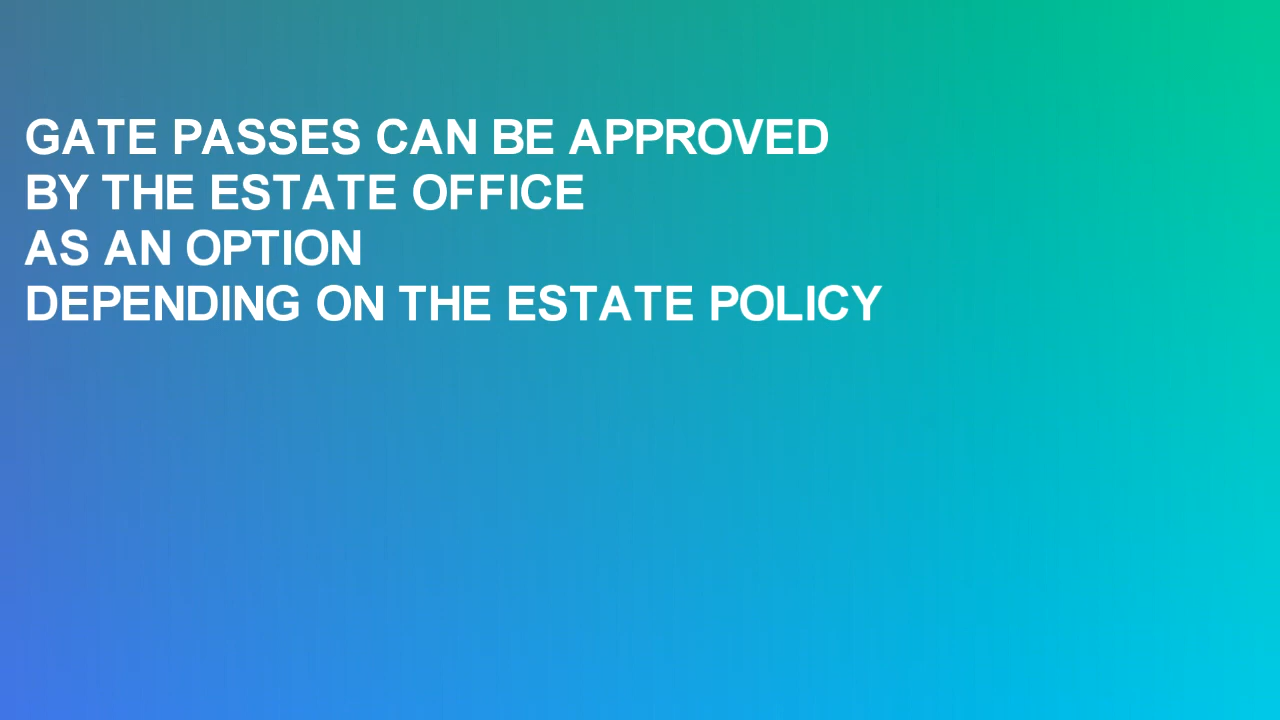 GATE PASSES CAN BE APPROVED
BY THE ESTATE OFFICE
AS AN OPTION
DEPENDING ON THE ESTATE POLICY